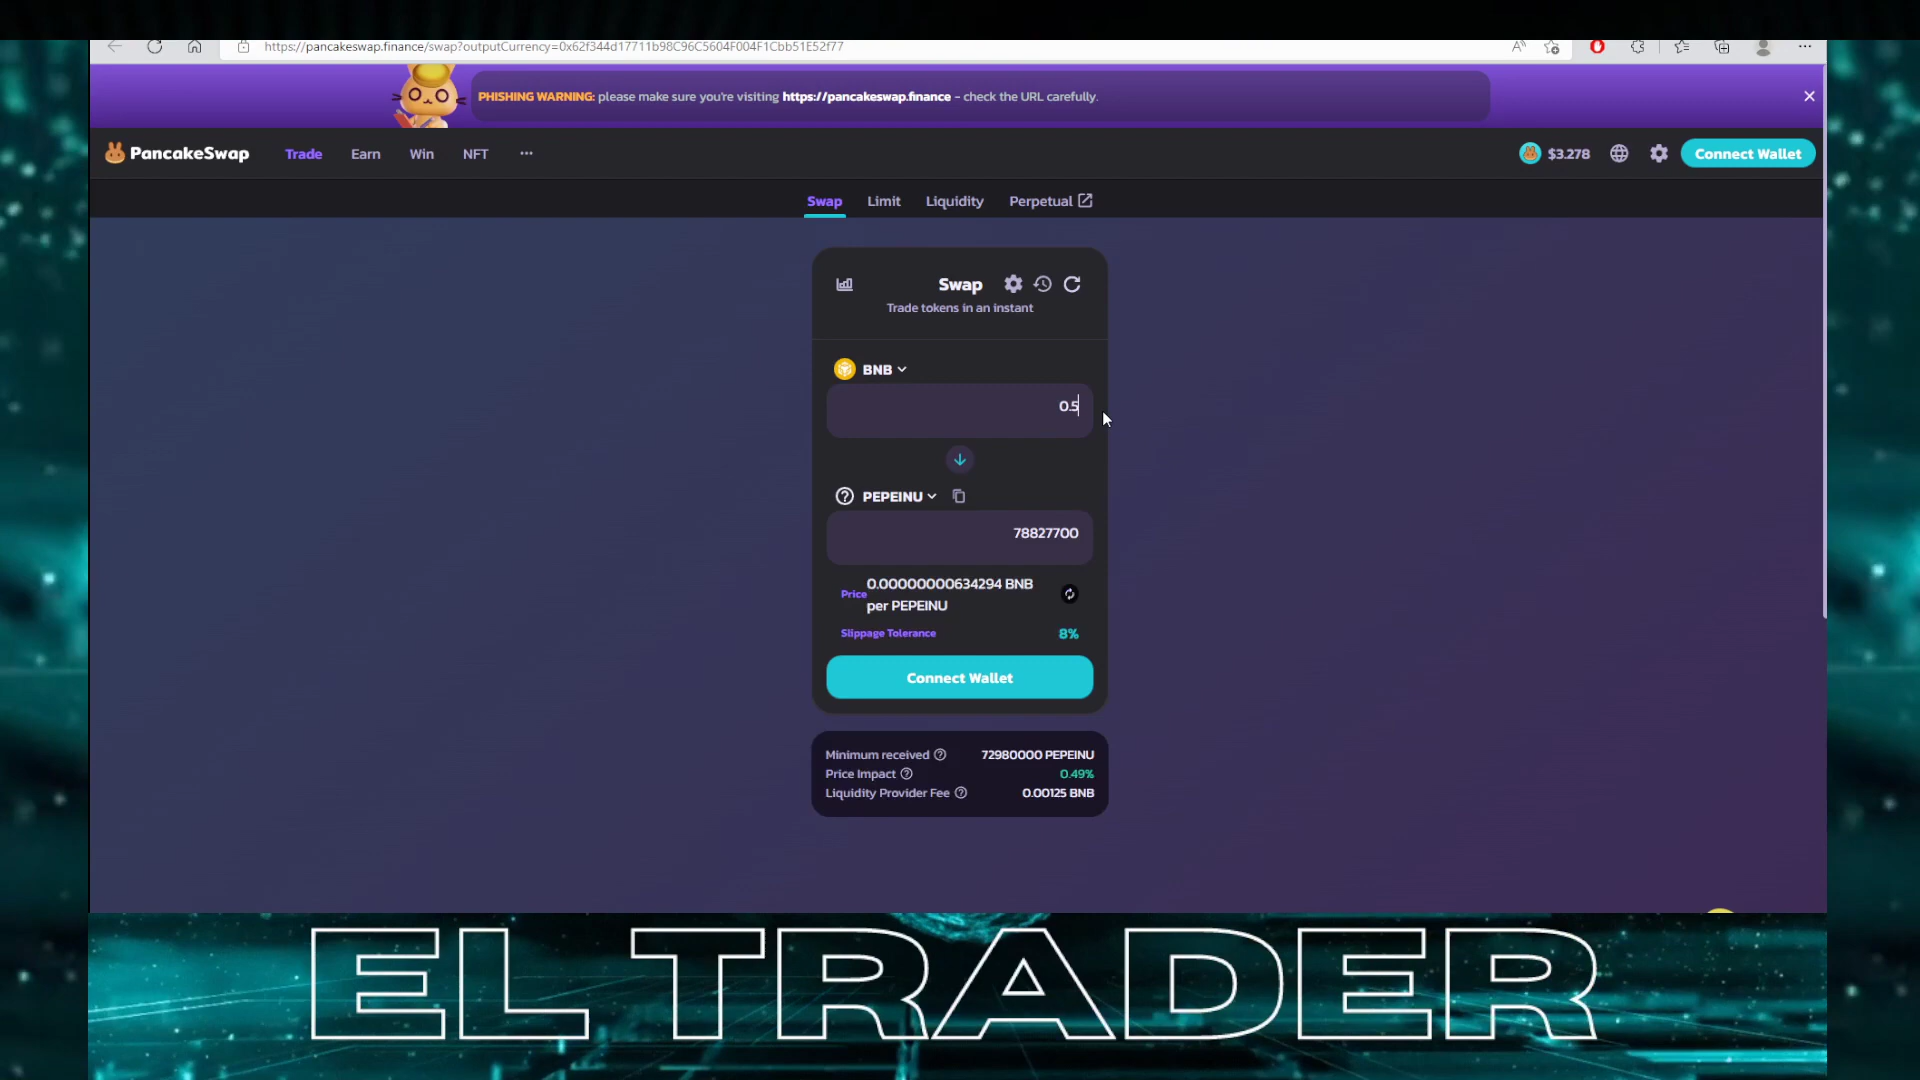 https://pancakeswap.finance/swap?outputCurrency=0x62f344d17711b98C96C5604F004F1Cbb51E52f77
PHISHING WARNING: please make sure you're visiting https://pancakeswap.finance - check the URL carefully.
PancakeSwap Trade Earn Win NFT $3.278 Connect Wallet
Swap Limit Liquidity Perpetual
Swap
Trade tokens in an instant
BNB
0.5
PEPEINU
78827700
Price 0.00000000634294 BNB
per PEPEINU
Slippage Tolerance 8%
Connect Wallet
Minimum received 72980000 PEPEINU
Price Impact 0.49%
Liquidity Provider Fee 0.00125 BNB
EL TRADER